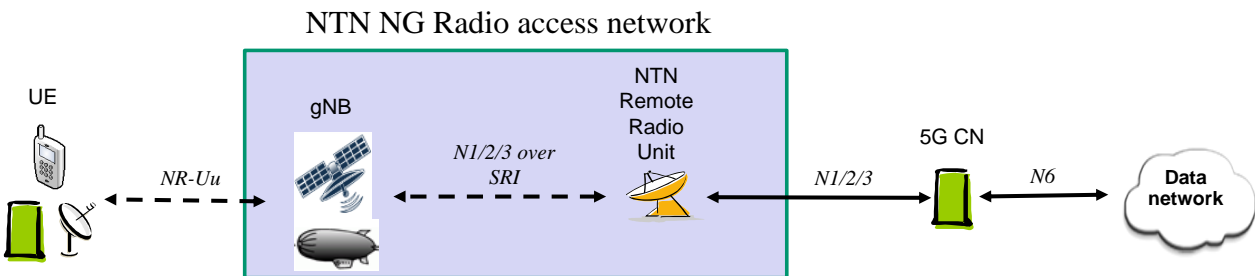 NTN NG Radio access network
UE
gNB
NTN
Remote
Radio
Unit
5G CN
NR-Uu
N1/2/3 over
SRI
N1/2/3
N6
Data
network